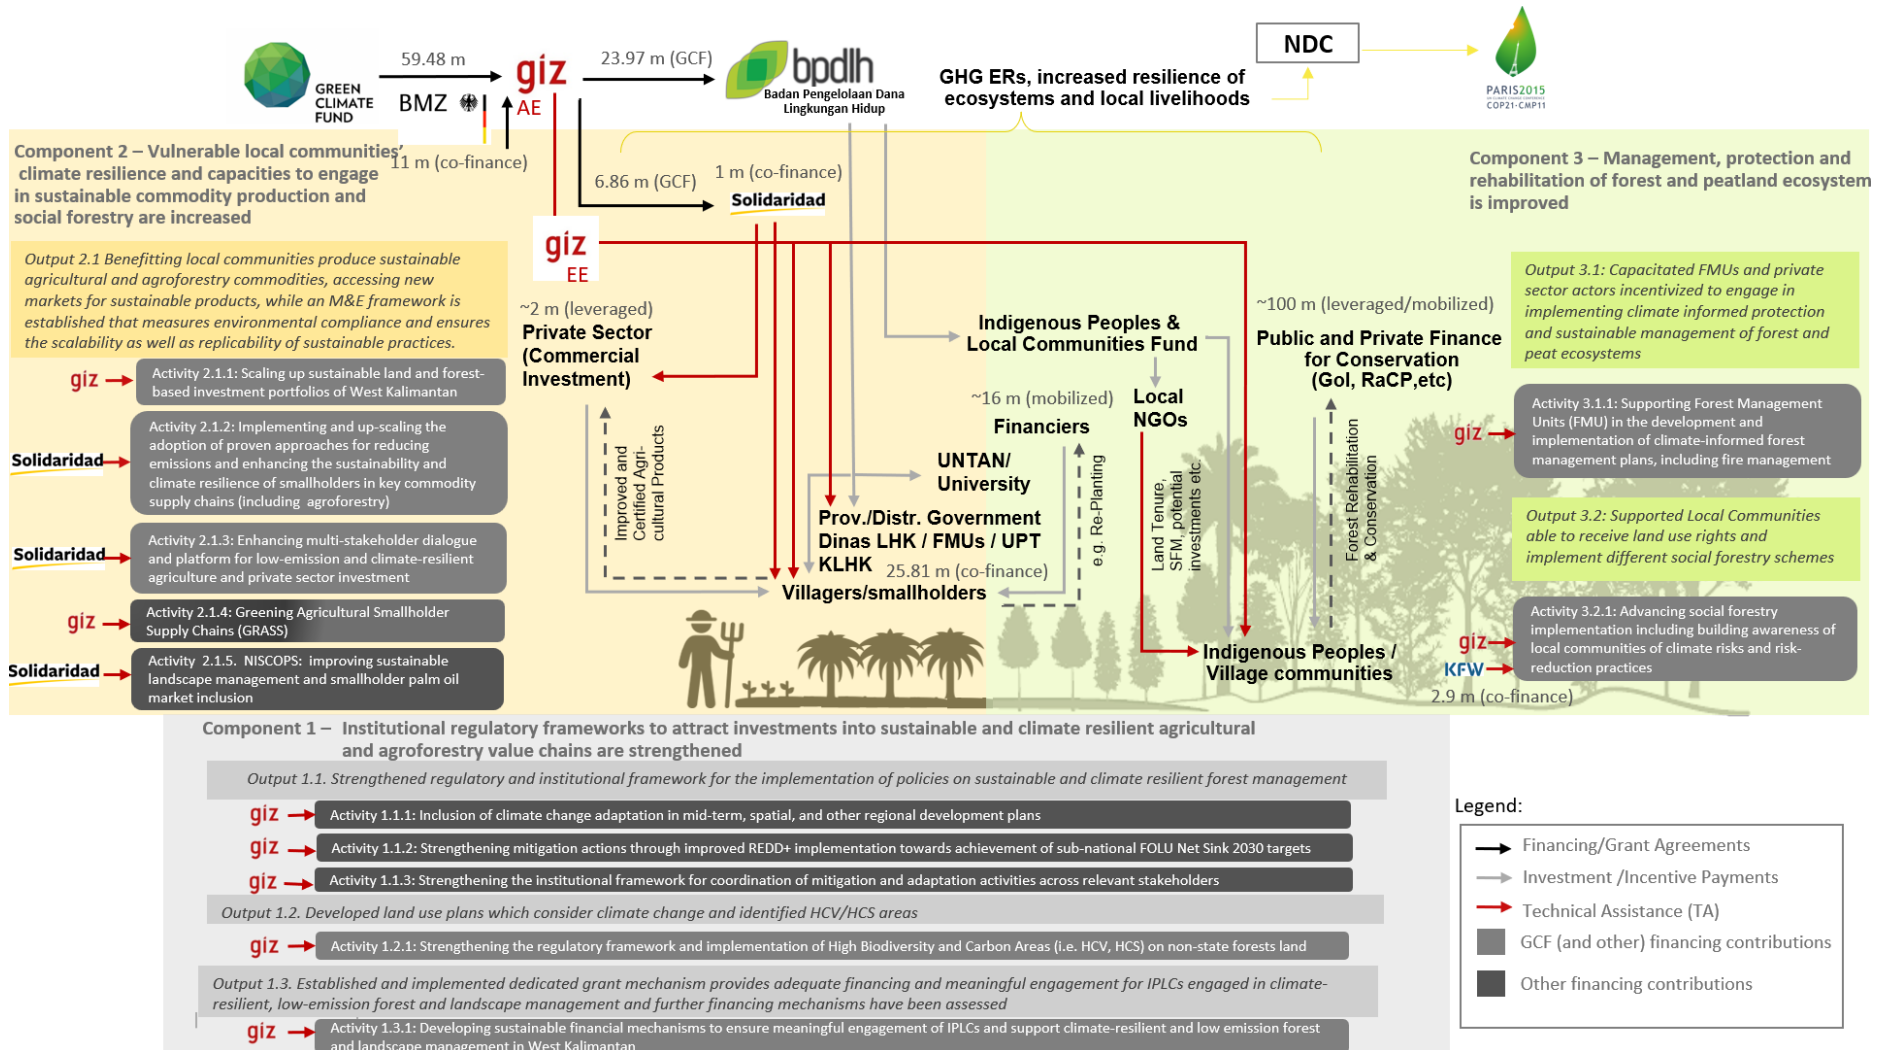 GREEN
CLIMATE
FUND
59.48 m
BMZ
giz
AE
11 m (co-finance)
23.97 m (GCF)
bpdlh
Badan Pengelolaan Dana
Lingkungan Hidup
GHG ERs, increased resilience of
ecosystems and local livelihoods
NDC
PARIS2015
COP21-CMP11
Component 2 – Vulnerable local communities’
climate resilience and capacities to engage
in sustainable commodity production and
social forestry are increased
6.86 m (GCF)
1 m (co-finance)
Solidaridad
giz
EE
Component 3 – Management, protection and
rehabilitation of forest and peatland ecosystem
is improved
Output 2.1 Benefitting local communities produce sustainable
agricultural and agroforestry commodities, accessing new
markets for sustainable products, while an M&E framework is
established that measures environmental compliance and ensures
the scalability as well as replicability of sustainable practices.
giz
Activity 2.1.1: Scaling up sustainable land and forest-
based investment portfolios of West Kalimantan
Solidaridad
Activity 2.1.2: Implementing and up-scaling the
adoption of proven approaches for reducing
emissions and enhancing the sustainability and
climate resilience of smallholders in key commodity
supply chains (including agroforestry)
Solidaridad
Activity 2.1.3: Enhancing multi-stakeholder dialogue
and platform for low-emission and climate-resilient
agriculture and private sector investment
giz
Activity 2.1.4: Greening Agricultural Smallholder
Supply Chains (GRASS)
Solidaridad
Activity 2.1.5. NISCOPS: improving sustainable
landscape management and smallholder palm oil
market inclusion
~2 m (leveraged)
Private Sector
(Commercial
Investment)
Improved and
Certified Agri-
cultural Products
Indigenous Peoples &
Local Communities Fund
~16 m (mobilized)
Financiers
Local
NGOs
UNTAN/
University
Prov./Distr. Government
Dinas LHK / FMUs / UPT
KLHK
25.81 m (co-finance)
Villagers/smallholders
e.g. Re-Planting
Land Tenure,
SFM, potential
investments etc.
~100 m (leveraged/mobilized)
Public and Private Finance
for Conservation
(GoI, RaCP,etc)
Forest Rehabilitation
& Conservation
Indigenous Peoples /
Village communities
Output 3.1: Capacitated FMUs and private
sector actors incentivized to engage in
implementing climate informed protection
and sustainable management of forest and
peat ecosystems
giz
Activity 3.1.1: Supporting Forest Management
Units (FMU) in the development and
implementation of climate-informed forest
management plans, including fire management
Output 3.2: Supported Local Communities
able to receive land use rights and
implement different social forestry schemes
giz
KFW
Activity 3.2.1: Advancing social forestry
implementation including building awareness of
local communities of climate risks and risk-
reduction practices
2.9 m (co-finance)
Component 1 – Institutional regulatory frameworks to attract investments into sustainable and climate resilient agricultural
and agroforestry value chains are strengthened
Output 1.1. Strengthened regulatory and institutional framework for the implementation of policies on sustainable and climate resilient forest management
giz
Activity 1.1.1: Inclusion of climate change adaptation in mid-term, spatial, and other regional development plans
giz
Activity 1.1.2: Strengthening mitigation actions through improved REDD+ implementation towards achievement of sub-national FOLU Net Sink 2030 targets
giz
Activity 1.1.3: Strengthening the institutional framework for coordination of mitigation and adaptation activities across relevant stakeholders
Output 1.2. Developed land use plans which consider climate change and identified HCV/HCS areas
giz
Activity 1.2.1: Strengthening the regulatory framework and implementation of High Biodiversity and Carbon Areas (i.e. HCV, HCS) on non-state forests land
Output 1.3. Established and implemented dedicated grant mechanism provides adequate financing and meaningful engagement for IPLCs engaged in climate-
resilient, low-emission forest and landscape management and further financing mechanisms have been assessed
giz
Activity 1.3.1: Developing sustainable financial mechanisms to ensure meaningful engagement of IPLCs and support climate-resilient and low emission forest
and landscape management in West Kalimantan
Legend:
Financing/Grant Agreements
Investment /Incentive Payments
Technical Assistance (TA)
GCF (and other) financing contributions
Other financing contributions